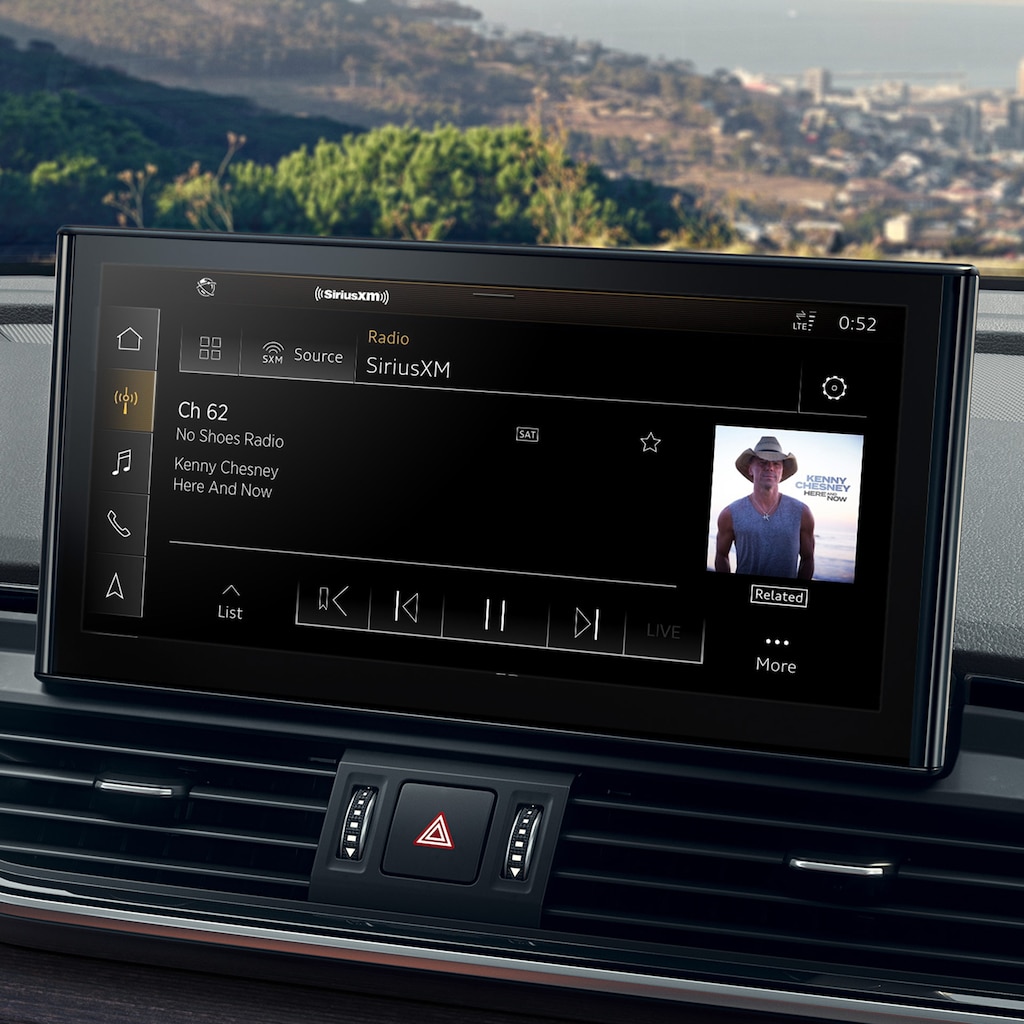 ((SiriusXM))
LTE
0:52
SXM
Source
Radio
SiriusXM
Ch 62
No Shoes Radio
Kenny Chesney
Here And Now
SAT
KENNY
CHESNEY
HERE AND
NOW
Related
List
LIVE
More